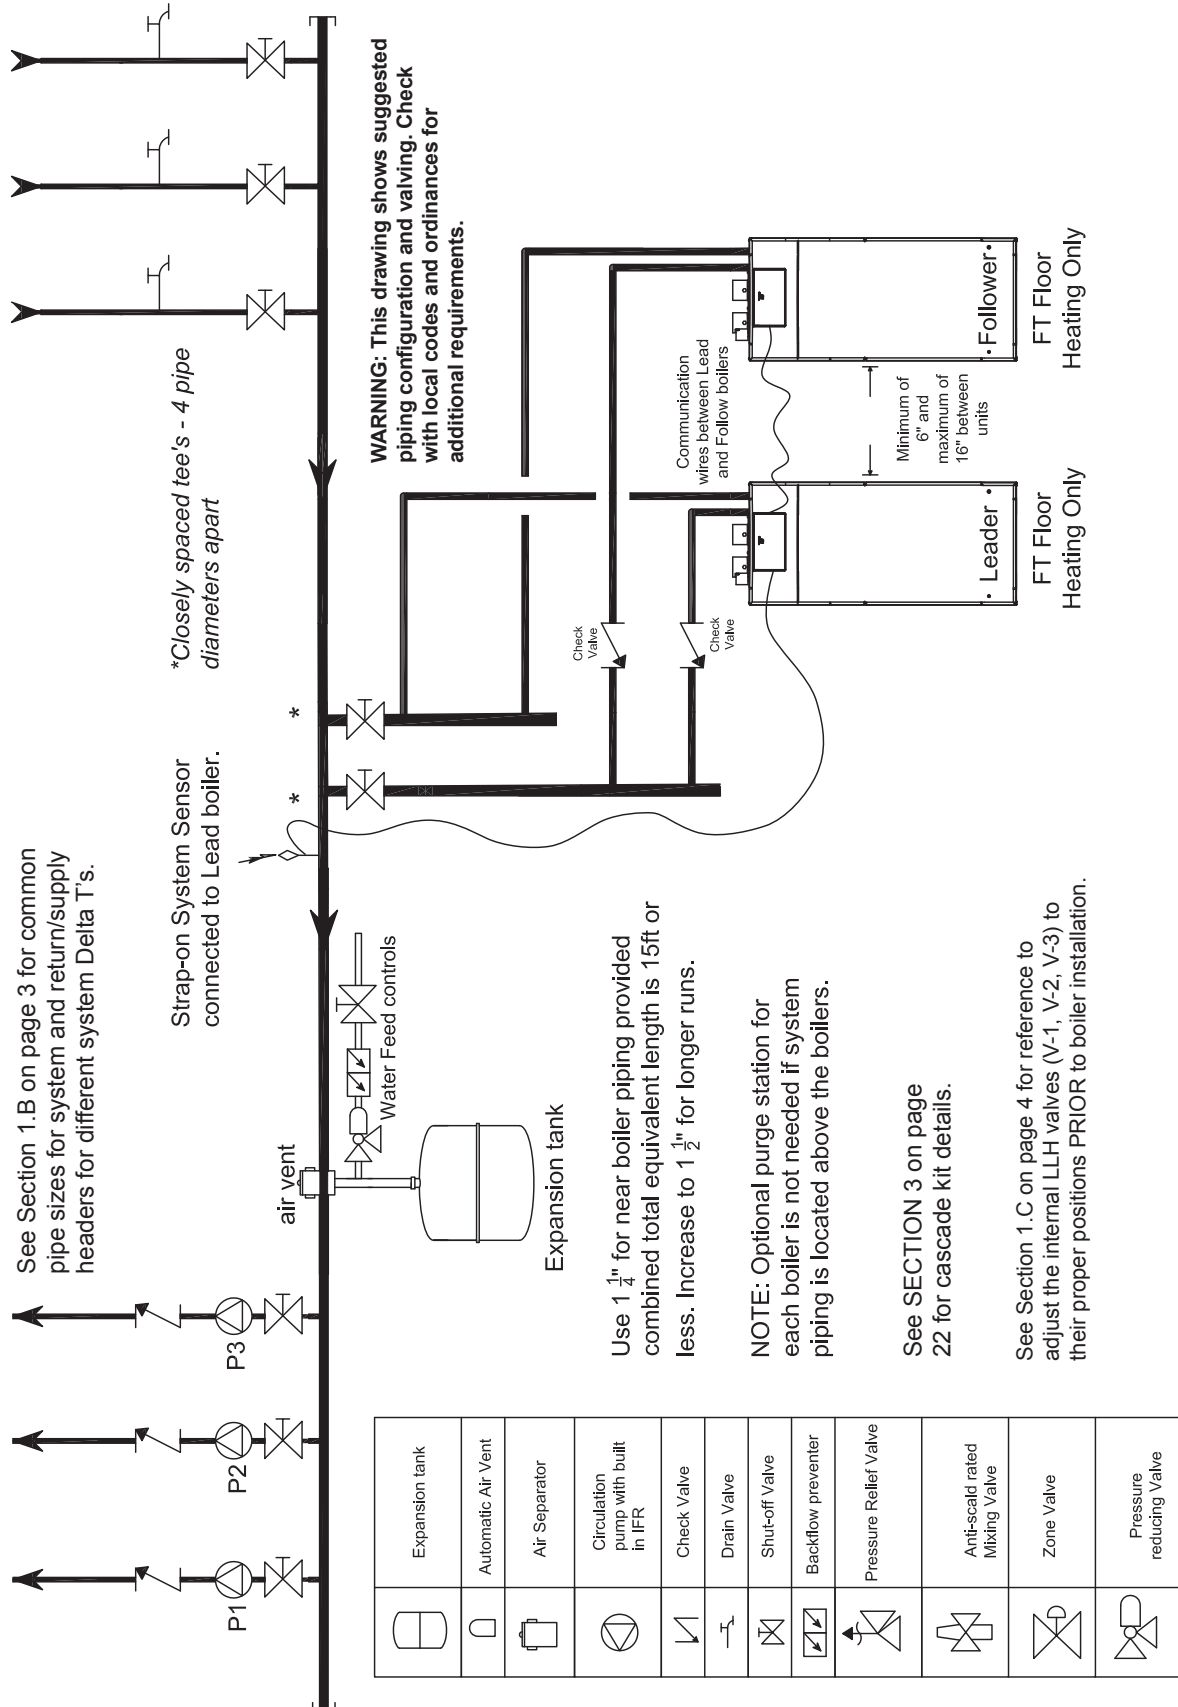 See Section 1.B on page 3 for common
pipe sizes for system and return/supply
headers for different system Delta T's.
P1
P2
P3
air vent
Strap-on System Sensor
connected to Lead boiler.
*Closely spaced tee's - 4 pipe
diameters apart
*
*
Water Feed controls
Expansion tank
WARNING: This drawing shows suggested
piping configuration and valving. Check
with local codes and ordinances for
additional requirements.
Use 1 1/4" for near boiler piping provided
combined total equivalent length is 15ft or
less. Increase to 1 1/2" for longer runs.
NOTE: Optional purge station for
each boiler is not needed if system
piping is located above the boilers.
See SECTION 3 on page
22 for cascade kit details.
See Section 1.C on page 4 for reference to
adjust the internal LLH valves (V-1, V-2, V-3) to
their proper positions PRIOR to boiler installation.
Check
Valve
Check
Valve
Communication
wires between Lead
and Follow boilers
Minimum of
6" and
maximum of
16" between
units
Leader
FT Floor
Heating Only
Follower
FT Floor
Heating Only
Expansion tank
Automatic Air Vent
Air Separator
Circulation
pump with built
in IFR
Check Valve
Drain Valve
Shut-off Valve
Backflow preventer
Pressure Relief Valve
Anti-scald rated
Mixing Valve
Zone Valve
Pressure
reducing Valve